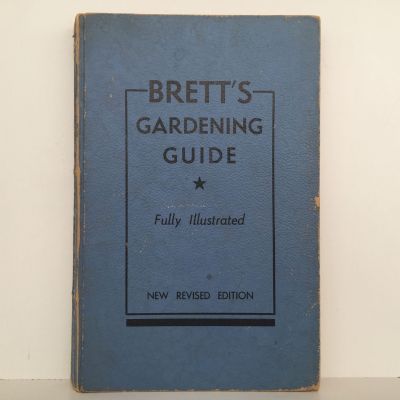 BRETT'S
GARDENING
GUIDE
Fully Illustrated
NEW REVISED EDITION